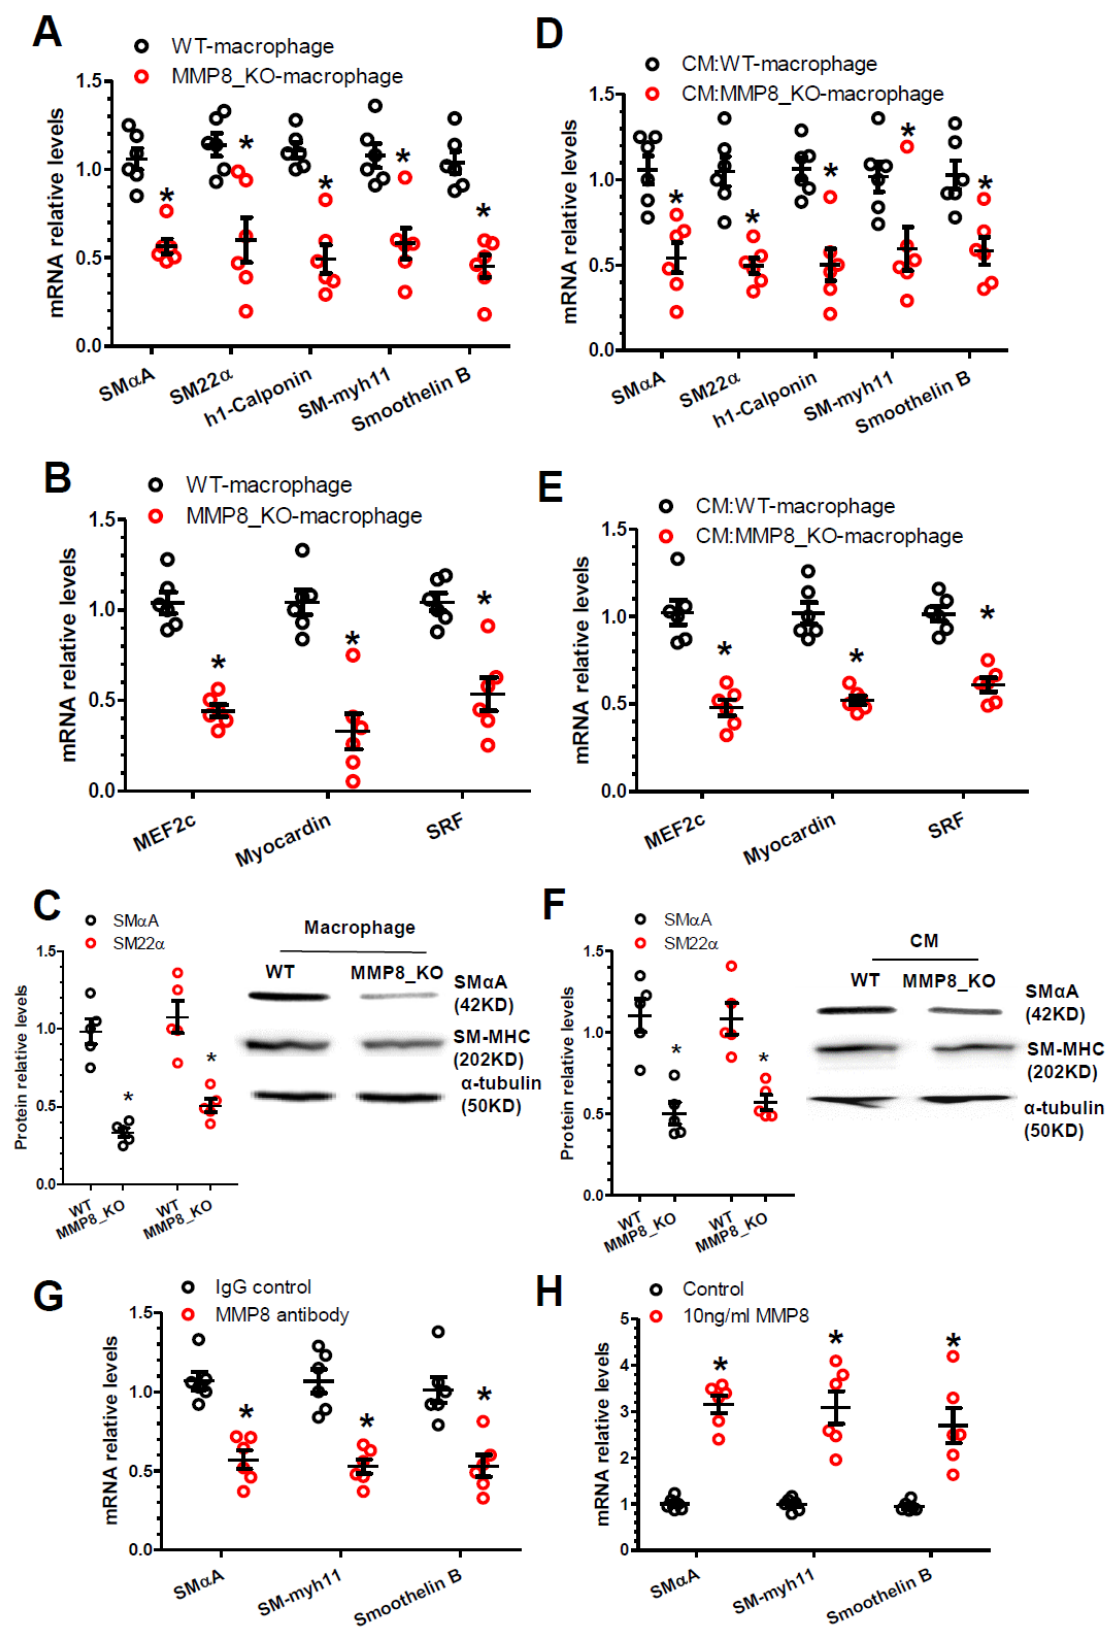 A
WT-macrophage
MMP8_KO-macrophage
mRNA relative levels
1.5
1.0
0.5
0.0
* * * * *
SMαA
SM22α
h1-Calponin
SM-myh11
Smoothelin B
D
CM:WT-macrophage
CM:MMP8_KO-macrophage
mRNA relative levels
1.5
1.0
0.5
0.0
* * * * *
SMαA
SM22α
h1-Calponin
SM-myh11
Smoothelin B
B
WT-macrophage
MMP8_KO-macrophage
mRNA relative levels
1.5
1.0
0.5
0.0
* * *
MEF2c
Myocardin
SRF
E
CM:WT-macrophage
CM:MMP8_KO-macrophage
mRNA relative levels
1.5
1.0
0.5
0.0
* * *
MEF2c
Myocardin
SRF
C
SMαA
SM22α
Protein relative levels
1.5
1.0
0.5
0.0
* *
WT
MMP8_KO
WT
MMP8_KO
Macrophage
WT MMP8_KO
SMαA
(42KD)
SM-MHC
(202KD)
α-tubulin
(50KD)
F
SMαA
SM22α
Protein relative levels
1.5
1.0
0.5
0.0
* *
WT
MMP8_KO
WT
MMP8_KO
CM
WT MMP8_KO
SMαA
(42KD)
SM-MHC
(202KD)
α-tubulin
(50KD)
G
IgG control
MMP8 antibody
mRNA relative levels
1.5
1.0
0.5
0.0
* * *
SMαA
SM-myh11
Smoothelin B
H
Control
10ng/ml MMP8
mRNA relative levels
5
4
3
2
1
0
* * *
SMαA
SM-myh11
Smoothelin B